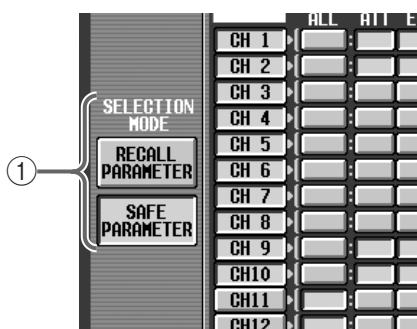 ALL ATT E
CH 1
CH 2
CH 3
SELECTION
MODE
CH 4
CH 5
RECALL
PARAMETER
1
CH 6
CH 7
SAFE
PARAMETER
CH 8
CH 9
CH10
CH11
CH12